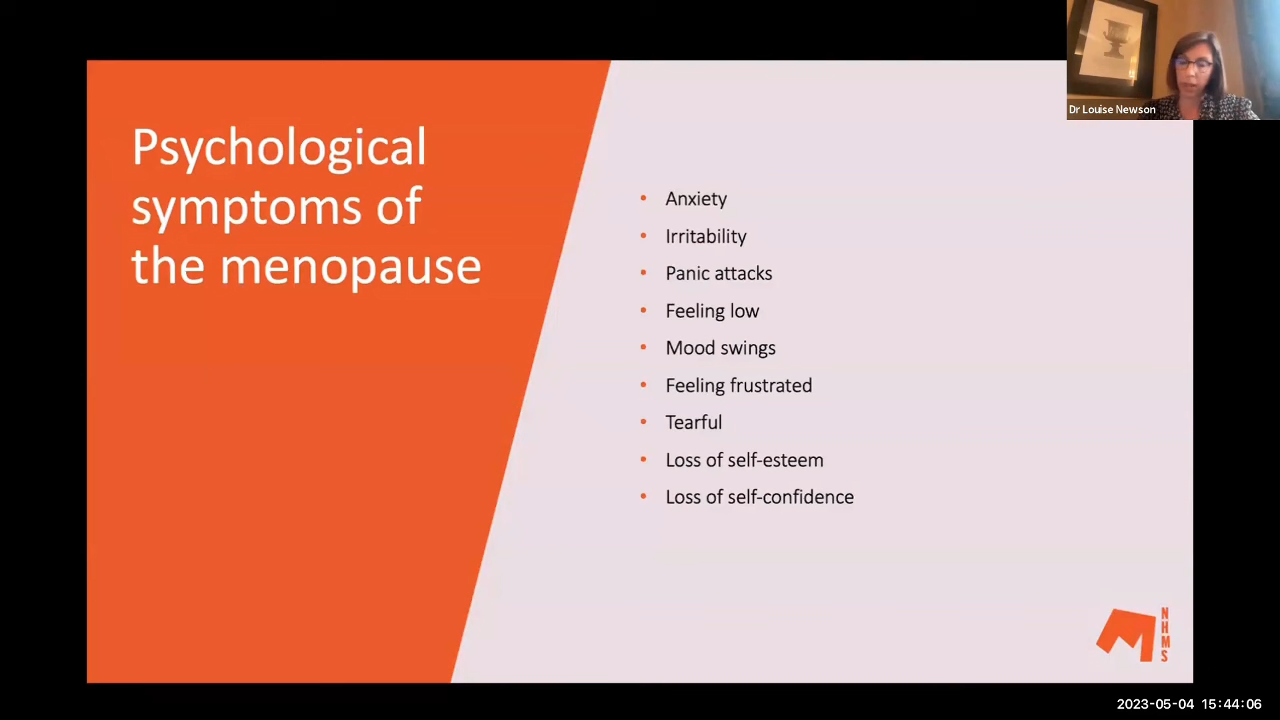 Dr Louise Newson
Psychological
symptoms of
the menopause
• Anxiety
• Irritability
• Panic attacks
• Feeling low
• Mood swings
• Feeling frustrated
• Tearful
• Loss of self-esteem
• Loss of self-confidence
NHMS
2023-05-04 15:44:06